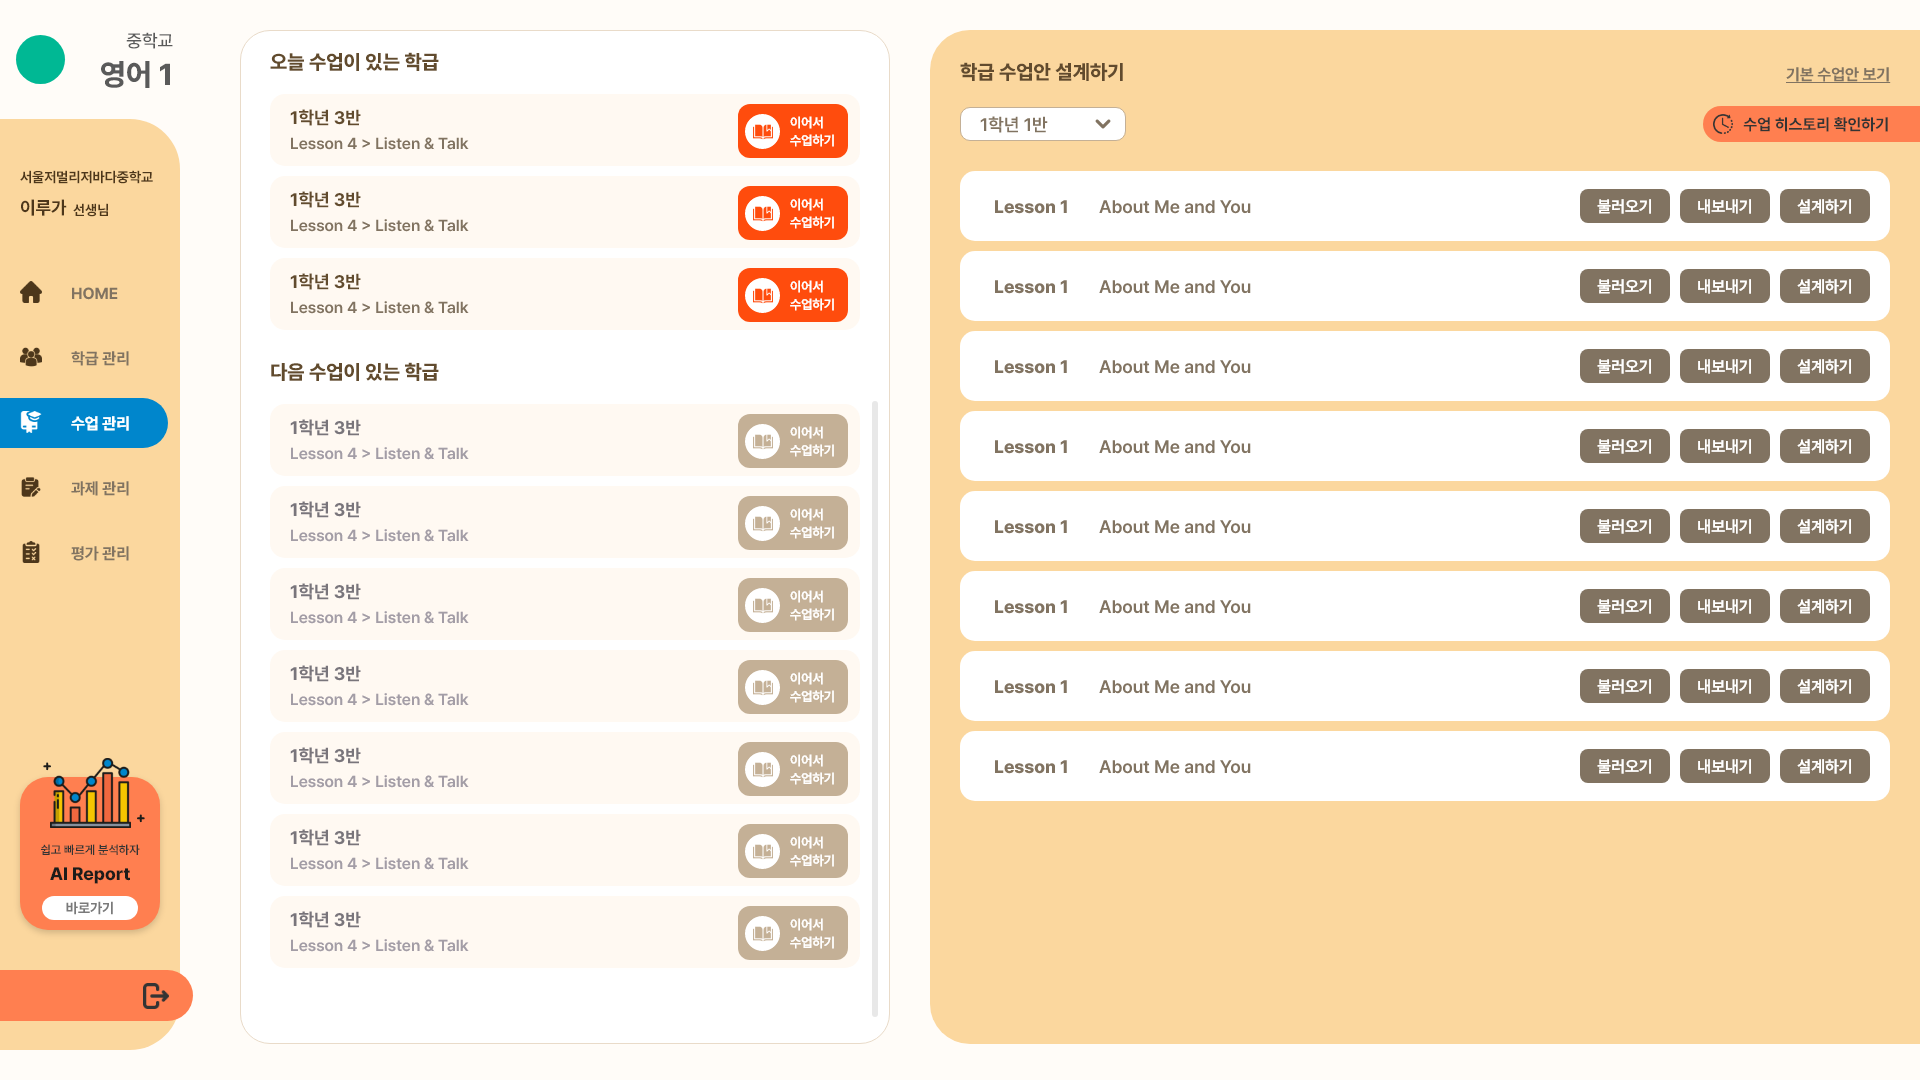 중학교
영어 1
서울저멀리저바다중학교
이루가 선생님
HOME
학급 관리
수업 관리
과제 관리
평가 관리
쉽고 빠르게 분석하자
AI Report
바로가기
오늘 수업이 있는 학급
1학년 3반
Lesson 4 > Listen & Talk
이어서
수업하기
1학년 3반
Lesson 4 > Listen & Talk
이어서
수업하기
1학년 3반
Lesson 4 > Listen & Talk
이어서
수업하기
다음 수업이 있는 학급
1학년 3반
Lesson 4 > Listen & Talk
이어서
수업하기
1학년 3반
Lesson 4 > Listen & Talk
이어서
수업하기
1학년 3반
Lesson 4 > Listen & Talk
이어서
수업하기
1학년 3반
Lesson 4 > Listen & Talk
이어서
수업하기
1학년 3반
Lesson 4 > Listen & Talk
이어서
수업하기
1학년 3반
Lesson 4 > Listen & Talk
이어서
수업하기
1학년 3반
Lesson 4 > Listen & Talk
이어서
수업하기
학급 수업안 설계하기
기본 수업안 보기
1학년 1반
수업 히스토리 확인하기
Lesson 1 About Me and You 불러오기 내보내기 설계하기
Lesson 1 About Me and You 불러오기 내보내기 설계하기
Lesson 1 About Me and You 불러오기 내보내기 설계하기
Lesson 1 About Me and You 불러오기 내보내기 설계하기
Lesson 1 About Me and You 불러오기 내보내기 설계하기
Lesson 1 About Me and You 불러오기 내보내기 설계하기
Lesson 1 About Me and You 불러오기 내보내기 설계하기
Lesson 1 About Me and You 불러오기 내보내기 설계하기